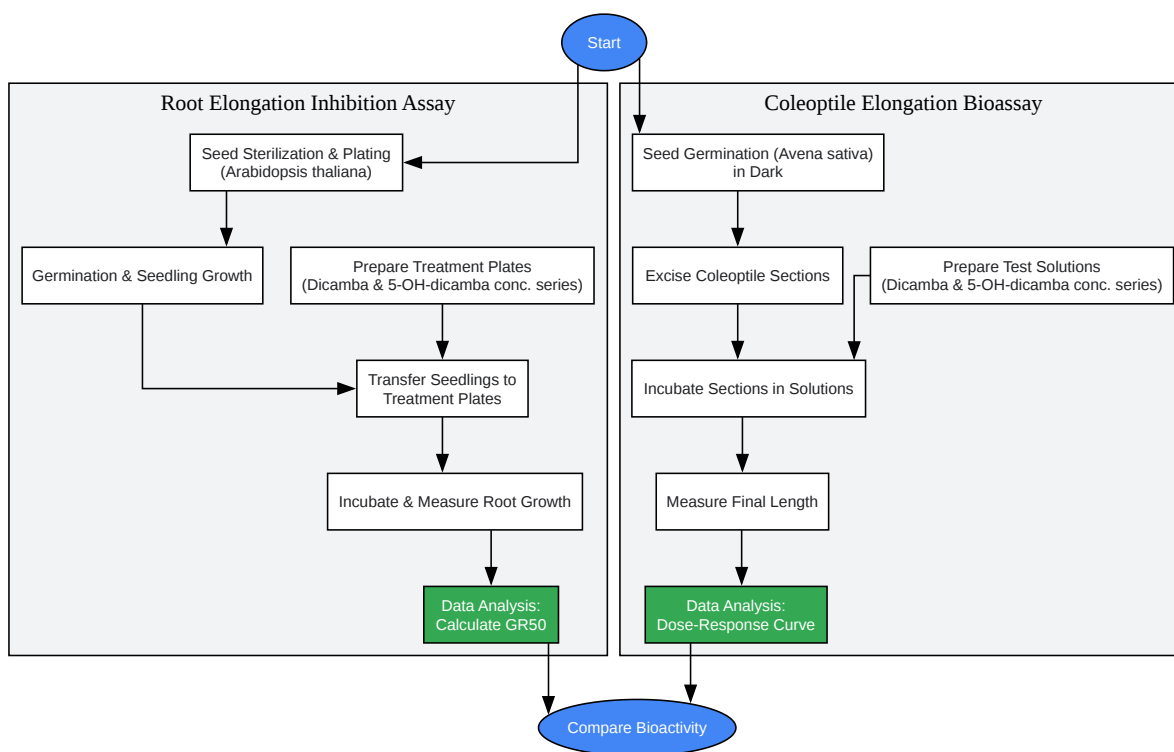 Start
Root Elongation Inhibition Assay
Seed Sterilization & Plating
(Arabidopsis thaliana)
Germination & Seedling Growth
Prepare Treatment Plates
(Dicamba & 5-OH-dicamba conc. series)
Transfer Seedlings to
Treatment Plates
Incubate & Measure Root Growth
Data Analysis:
Calculate GR50
Coleoptile Elongation Bioassay
Seed Germination (Avena sativa)
in Dark
Excise Coleoptile Sections
Prepare Test Solutions
(Dicamba & 5-OH-dicamba conc. series)
Incubate Sections in Solutions
Measure Final Length
Data Analysis:
Dose-Response Curve
Compare Bioactivity